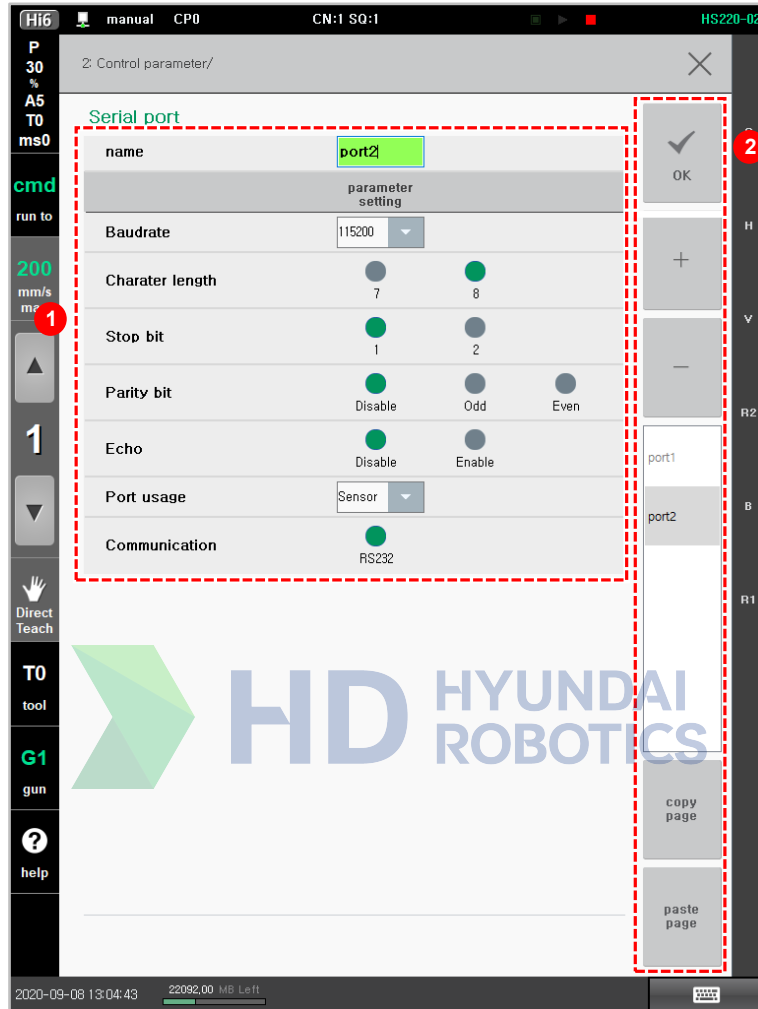 Hi6 manual CP0 CN:1 SQ:1 HS220-02
P
30
%
A5
T0
ms0
cmd
run to
200
mm/s
1
1
Direct
Teach
T0
tool
G1
gun
?
help
2: Control parameter/
Serial port
name port2
parameter
setting
Baudrate 115200
Charater length
7 8
Stop bit
1 2
Parity bit
Disable Odd Even
Echo
Disable Enable
Port usage Sensor
Communication
RS232
HD HYUNDAI
ROBOTICS
OK
2
+
−
port1
port2
copy
page
paste
page
H
V
R2
B
R1
2020-09-08 13:04:43 22092,00 MB Left